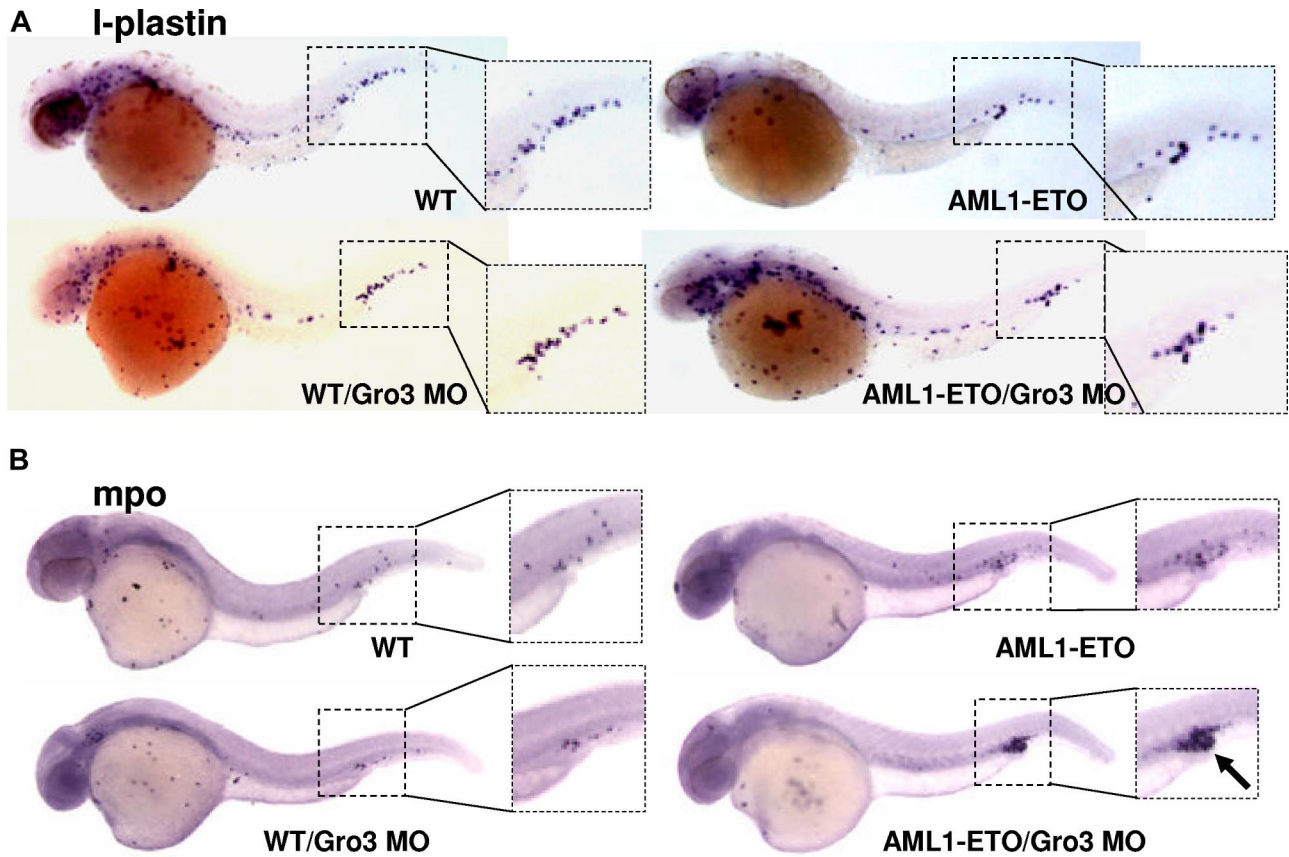 A
l-plastin
WT
AML1-ETO
WT/Gro3 MO
AML1-ETO/Gro3 MO
B
mpo
WT
AML1-ETO
WT/Gro3 MO
AML1-ETO/Gro3 MO